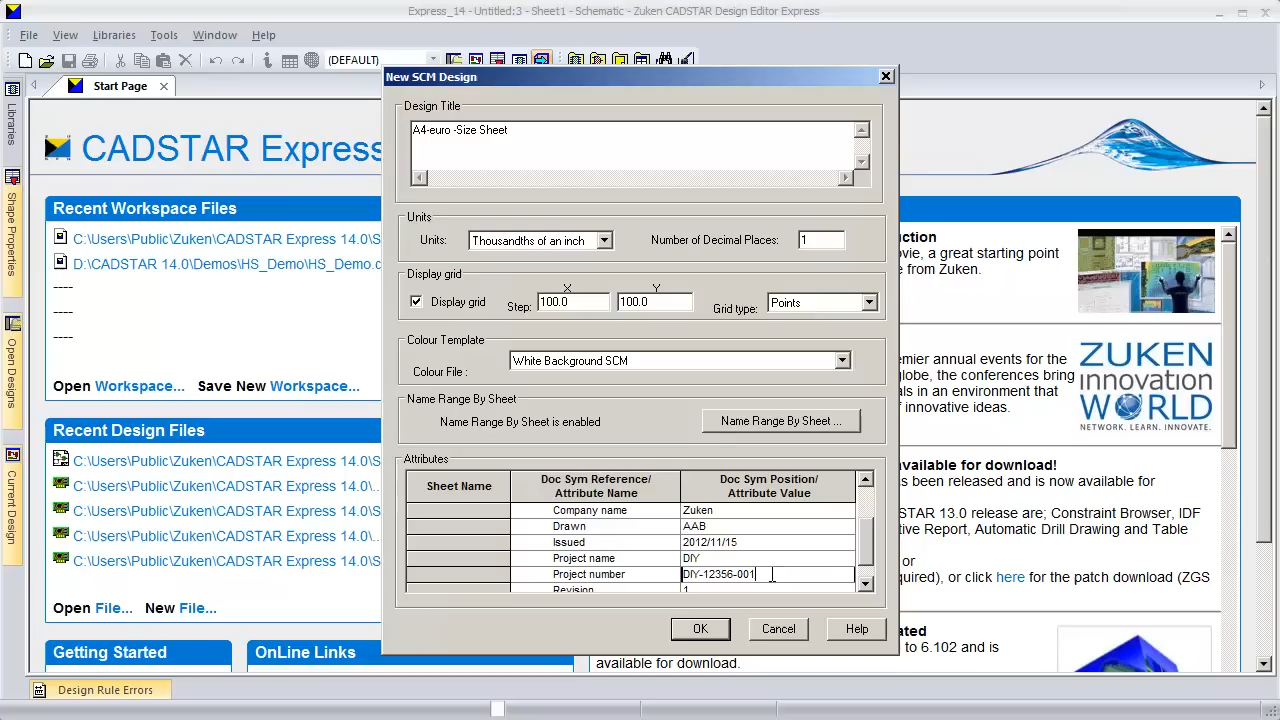 Express_14 - Untitled:3 - Sheet1 - Schematic - Zuken CADSTAR Design Editor Express
File View Libraries Tools Window Help
(DEFAULT)
Start Page
Libraries
Shape Properties
Open Designs
Current Design
CADSTAR Express
Recent Workspace Files
C:\Users\Public\Zuken\CADSTAR Express 14.0\S
D:\CADSTAR 14.0\Demos\HS_Demo\HS_Demo.c
----
----
----
Open Workspace... Save New Workspace...
Recent Design Files
C:\Users\Public\Zuken\CADSTAR Express 14.0\S
C:\Users\Public\Zuken\CADSTAR Express 14.0\..
C:\Users\Public\Zuken\CADSTAR Express 14.0\..
C:\Users\Public\Zuken\CADSTAR Express 14.0\..
C:\Users\Public\Zuken\CADSTAR Express 14.0\S
Open File... New File...
Getting Started
OnLine Links
New SCM Design
Design Title
A4-euro -Size Sheet
Units
Units: Thousandths of an inch Number of Decimal Places: 1
Display grid
X Y
Display grid Step: 100.0 100.0 Grid type: Points
Colour Template
Colour File : White Background SCM
Name Range By Sheet
Name Range By Sheet is enabled Name Range By Sheet ...
Attributes
Sheet Name Doc Sym Reference/ Attribute Name Doc Sym Position/ Attribute Value
Company name Zuken
Drawn AAB
Issued 2012/11/15
Project name DIY
Project number DIY-12356-001
Revision 1
OK Cancel Help
ction
ovie, a great starting point
e from Zuken.
emier annual events for the
globe, the conferences bring
als in an environment that
f innovative ideas.
ZUKEN
innovation
WORLD
NETWORK. LEARN. INNOVATE.
vailable for download!
as been released and is now available for
STAR 13.0 release are; Constraint Browser, IDF
tive Report, Automatic Drill Drawing and Table
or
quired), or click here for the patch download (ZGS
ated
to 6.102 and is
available for download.
Design Rule Errors